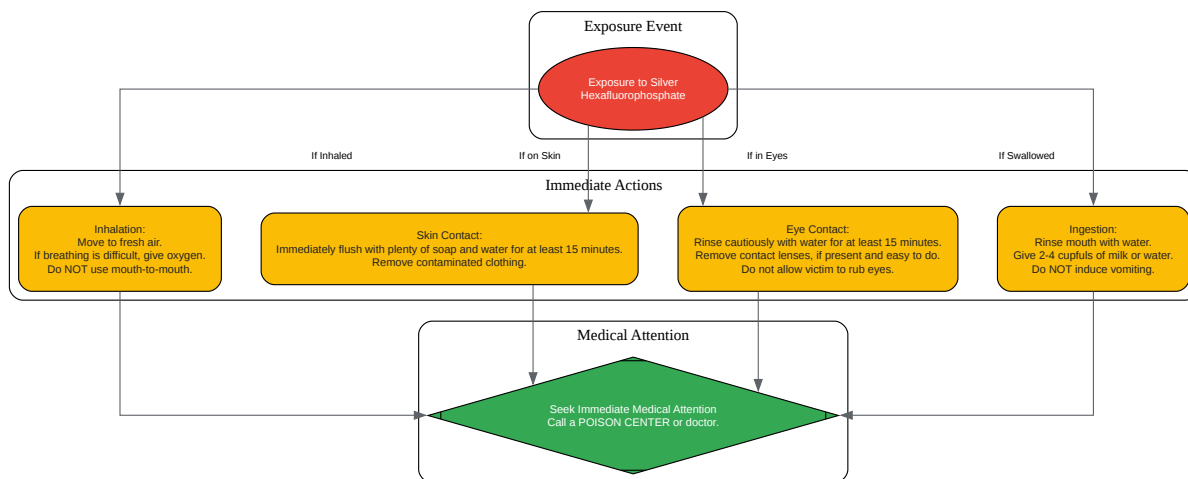 Exposure Event
Exposure to Silver
Hexafluorophosphate
If Inhaled
If on Skin
If in Eyes
If Swallowed
Immediate Actions
Inhalation:
Move to fresh air.
If breathing is difficult, give oxygen.
Do NOT use mouth-to-mouth.
Skin Contact:
Immediately flush with plenty of soap and water for at least 15 minutes.
Remove contaminated clothing.
Eye Contact:
Rinse cautiously with water for at least 15 minutes.
Remove contact lenses, if present and easy to do.
Do not allow victim to rub eyes.
Ingestion:
Rinse mouth with water.
Give 2-4 cupfuls of milk or water.
Do NOT induce vomiting.
Medical Attention
Seek Immediate Medical Attention
Call a POISON CENTER or doctor.